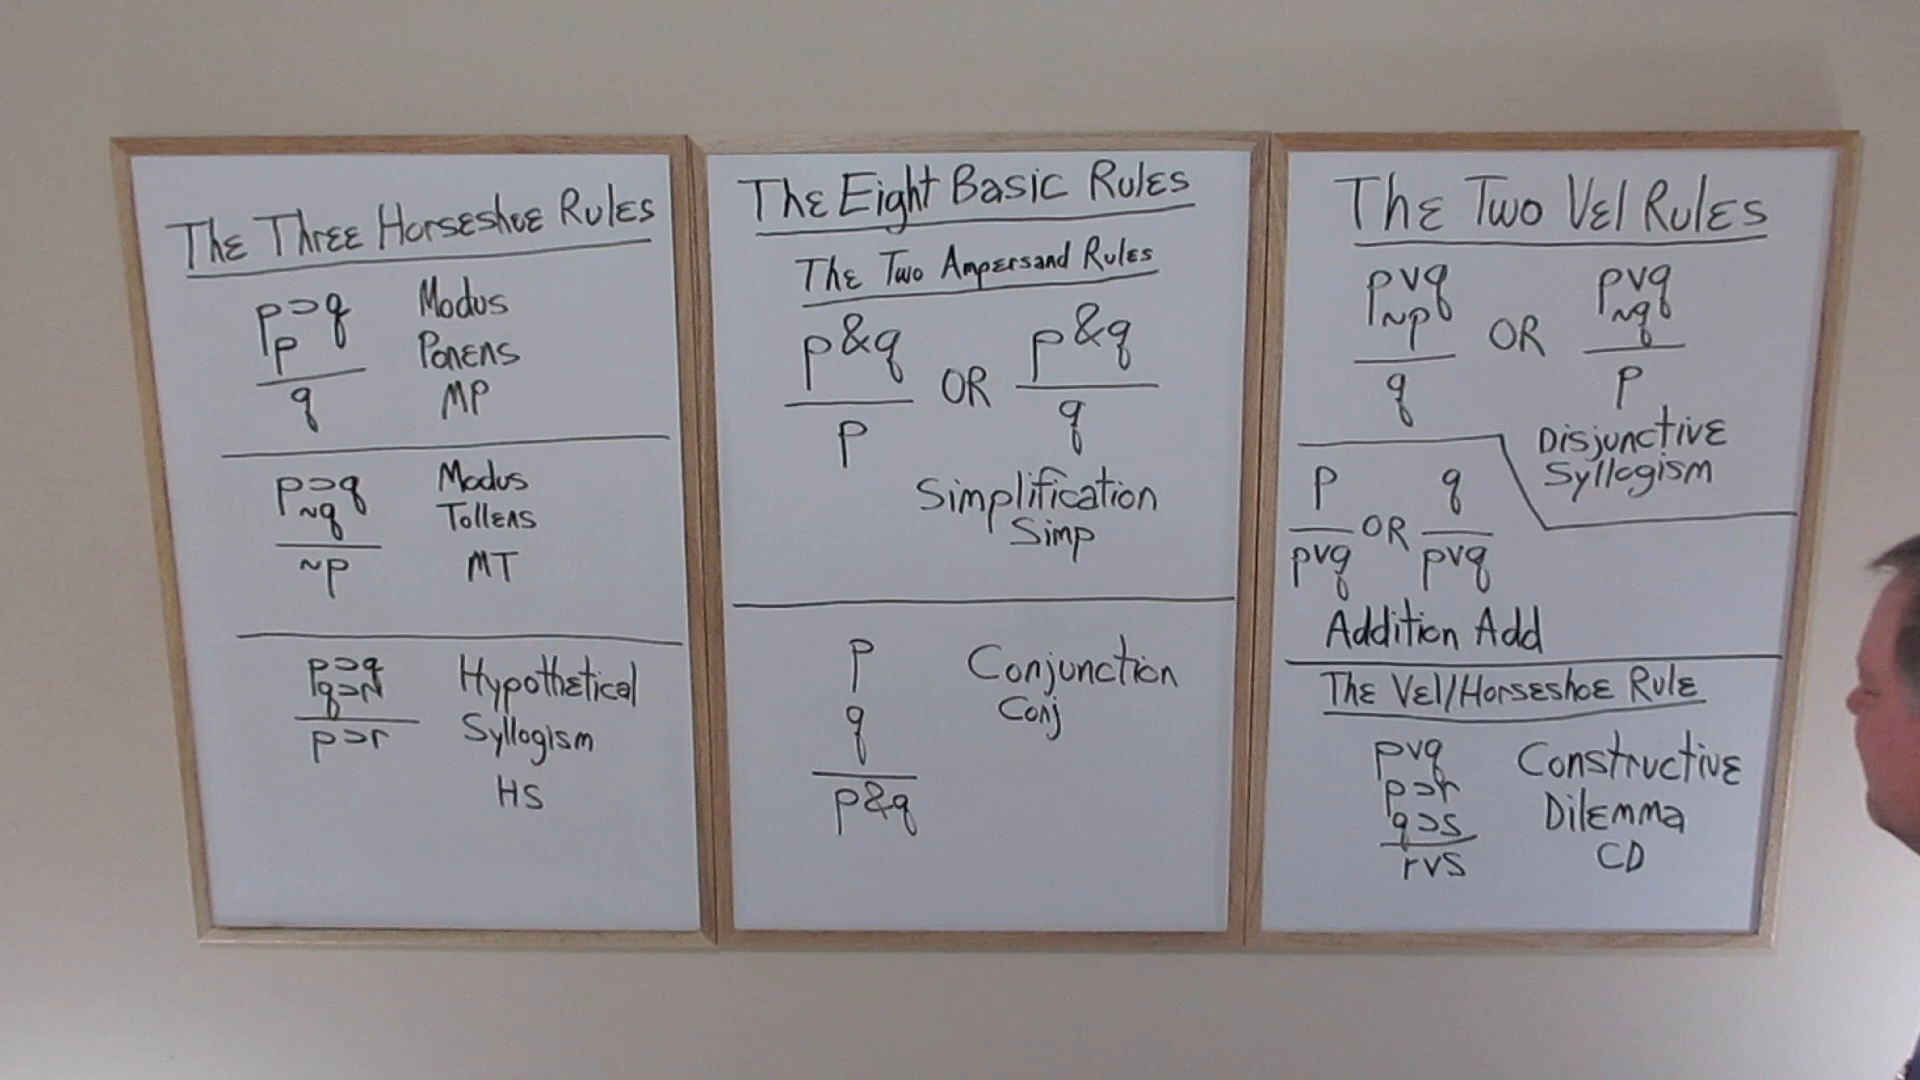 The Three Horseshoe Rules
p⊃q Modus
p Ponens
q MP
p⊃q Modus
~q Tollens
~p MT
p⊃q Hypothetical
q⊃r
p⊃r Syllogism
HS
The Eight Basic Rules
The Two Ampersand Rules
p&q OR p&q
p q
Simplification
Simp
p Conjunction
q Conj
p&q
The Two Vel Rules
pvq pvq
~p OR ~q
q p
Disjunctive
Syllogism
p OR q
pvq pvq
Addition Add
The Vel/Horseshoe Rule
pvq Constructive
p⊃r
q⊃s Dilemma
rvs CD